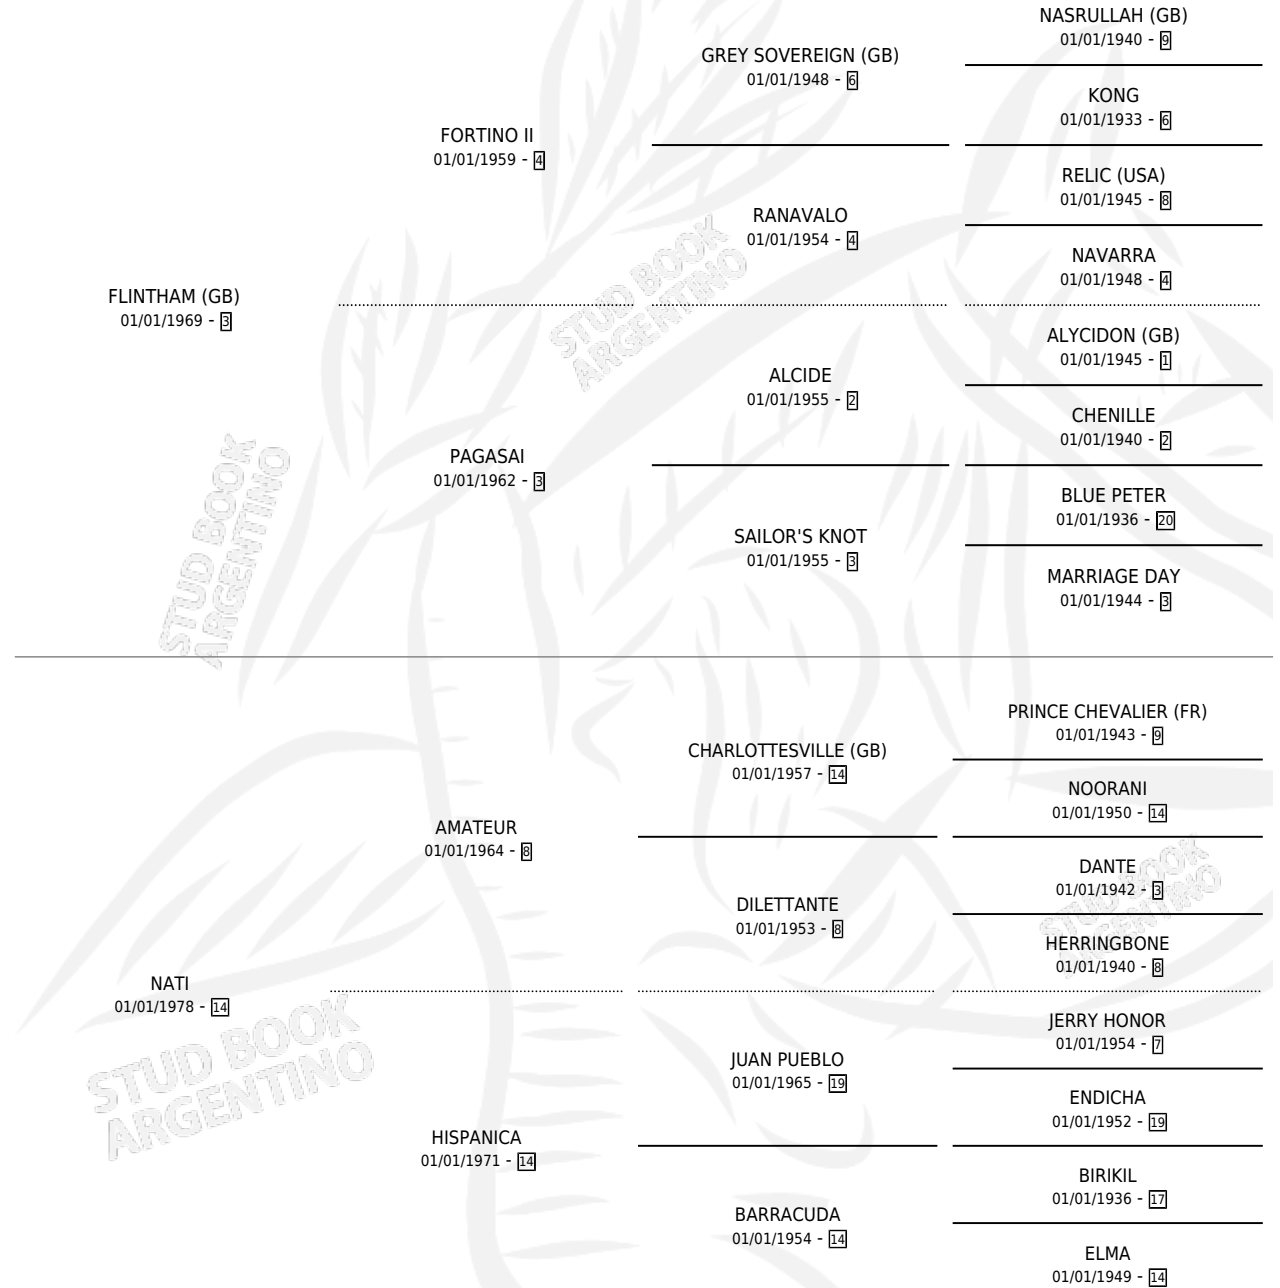 NASRULLAH (GB)
01/01/1940 - 9
GREY SOVEREIGN (GB)
01/01/1948 - 6
KONG
01/01/1933 - 6
FORTINO II
01/01/1959 - 4
RELIC (USA)
01/01/1945 - 8
RANAVALO
01/01/1954 - 4
NAVARRA
01/01/1948 - 4
FLINTHAM (GB)
01/01/1969 - 3
ALYCIDON (GB)
01/01/1945 - 1
ALCIDE
01/01/1955 - 2
CHENILLE
01/01/1940 - 2
PAGASAI
01/01/1962 - 3
BLUE PETER
01/01/1936 - 20
SAILOR'S KNOT
01/01/1955 - 3
MARRIAGE DAY
01/01/1944 - 3
PRINCE CHEVALIER (FR)
01/01/1943 - 9
CHARLOTTESVILLE (GB)
01/01/1957 - 14
NOORANI
01/01/1950 - 14
AMATEUR
01/01/1964 - 8
DANTE
01/01/1942 - 3
DILETTANTE
01/01/1953 - 8
HERRINGBONE
01/01/1940 - 8
NATI
01/01/1978 - 14
JERRY HONOR
01/01/1954 - 7
JUAN PUEBLO
01/01/1965 - 19
ENDICHA
01/01/1952 - 19
HISPANICA
01/01/1971 - 14
BIRIKIL
01/01/1936 - 17
BARRACUDA
01/01/1954 - 14
ELMA
01/01/1949 - 14
STUD BOOK
ARGENTINO
STUD BOOK
ARGENTINO
STUD BOOK
ARGENTINO
STUD BOOK
ARGENTINO